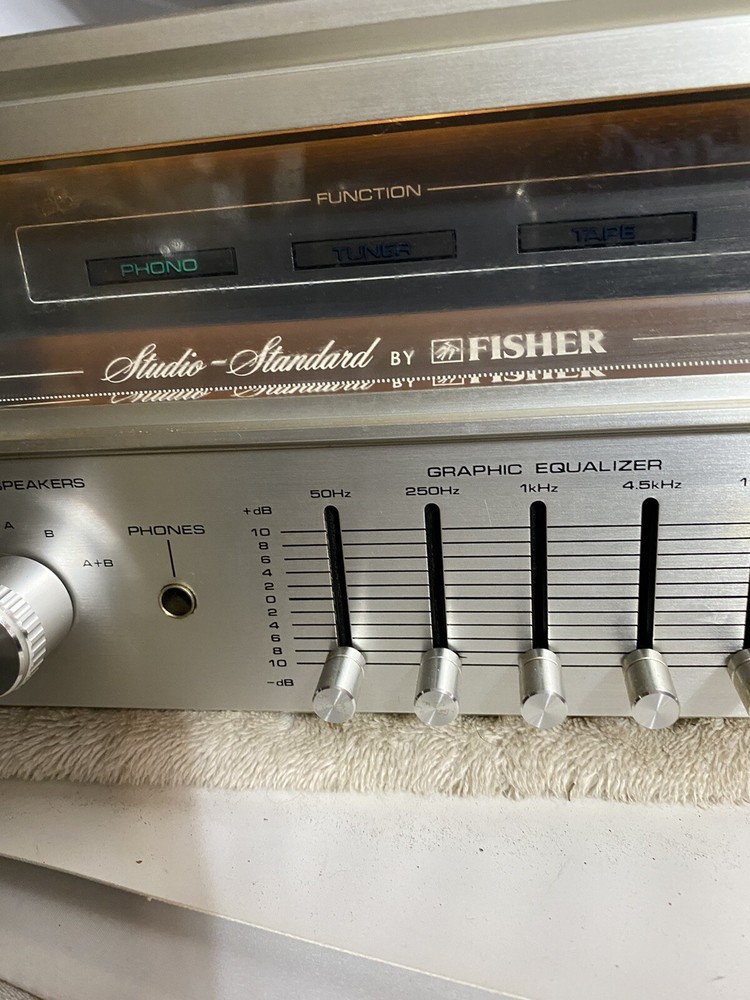 FUNCTION
PHONO TUNER TAPE
Studio-Standard BY FISHER
GRAPHIC EQUALIZER
SPEAKERS
50Hz 250Hz 1kHz 4.5kHz 1
A B A+B
PHONES
+dB
10
8
6
4
2
0
2
4
6
8
10
-dB